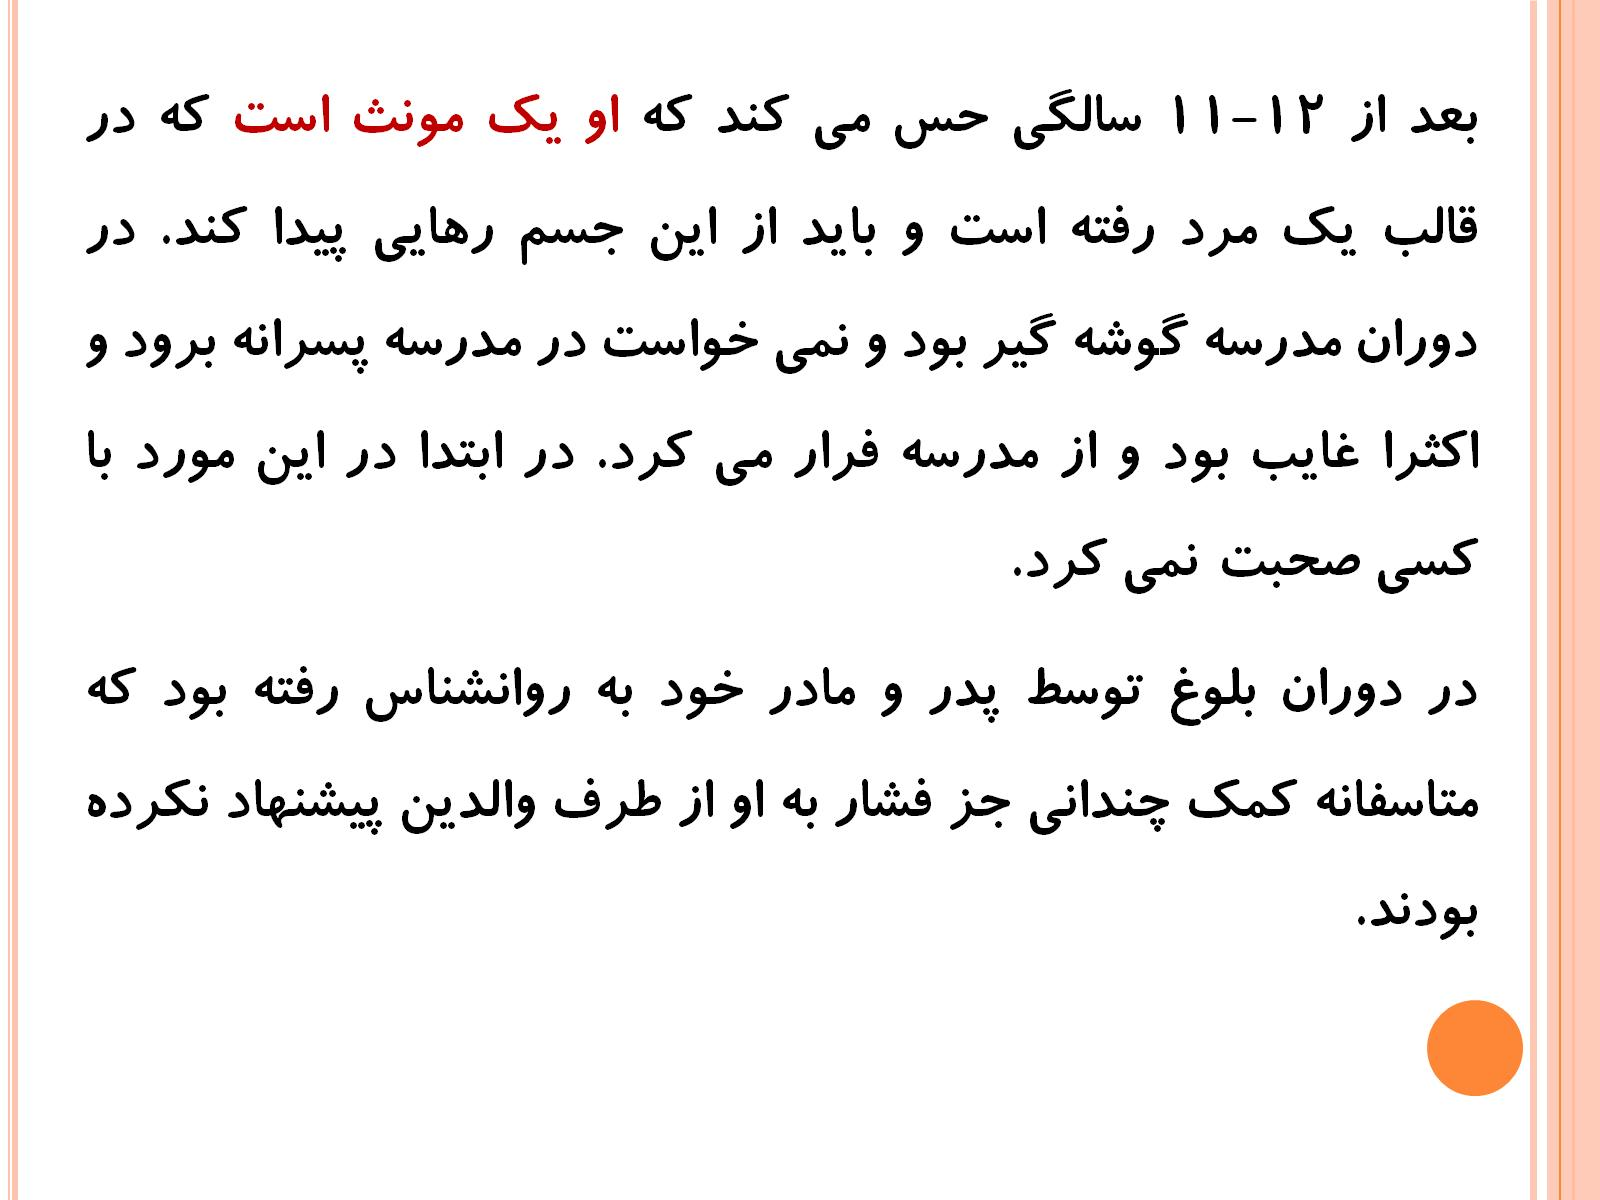 بعد از ۱۲-۱۱ سالگی حس می کند که او یک مونث است که در
قالب یک مرد رفته است و باید از این جسم رهایی پیدا کند. در
دوران مدرسه گوشه گیر بود و نمی خواست در مدرسه پسرانه برود و
اکثرا غایب بود و از مدرسه فرار می کرد. در ابتدا در این مورد با
کسی صحبت نمی کرد.
در دوران بلوغ توسط پدر و مادر خود به روانشناس رفته بود که
متاسفانه کمک چندانی جز فشار به او از طرف والدین پیشنهاد نکرده
بودند.